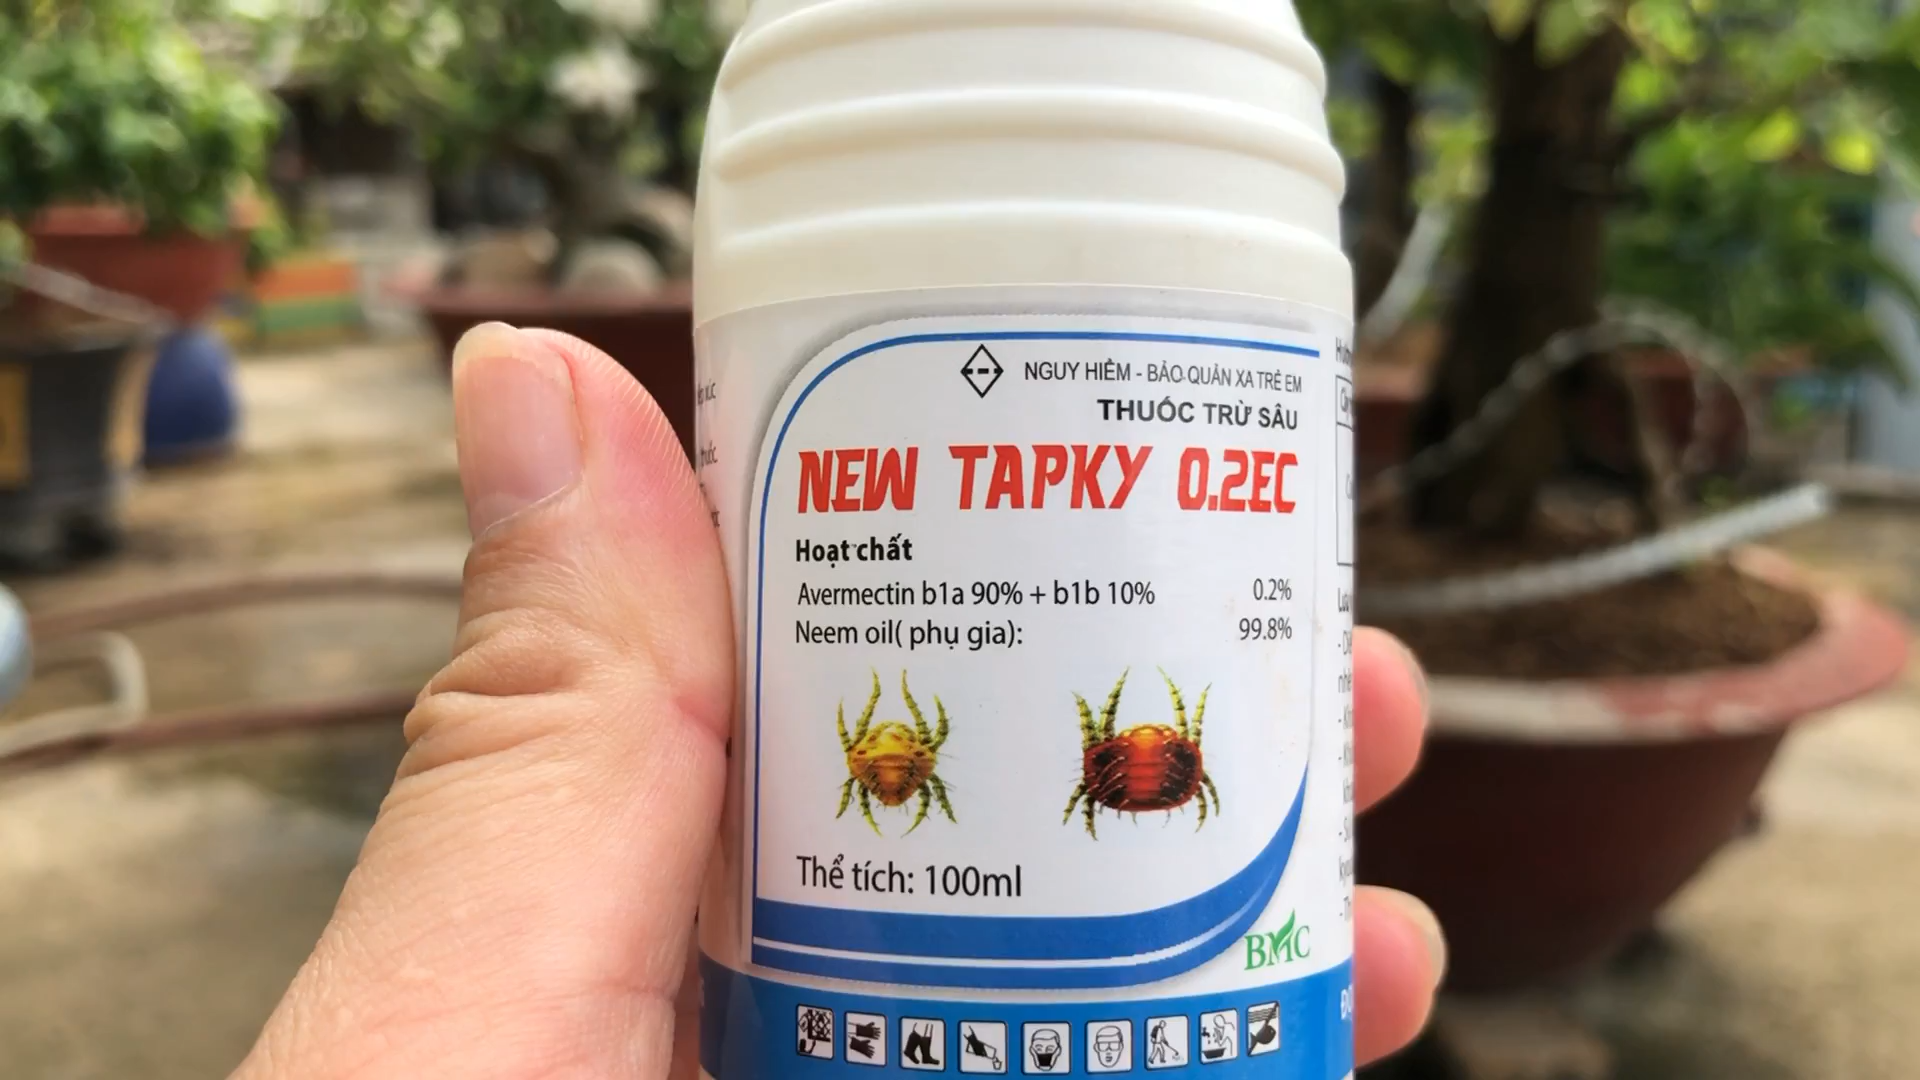 NGUY HIỂM - BẢO QUẢN XA TRẺ EM
THUỐC TRỪ SÂU
NEW TAPKY 0.2EC
Hoạt chất
Avermectin b1a 90% + b1b 10% 0.2%
Neem oil( phụ gia): 99.8%
Thể tích: 100ml
BMC